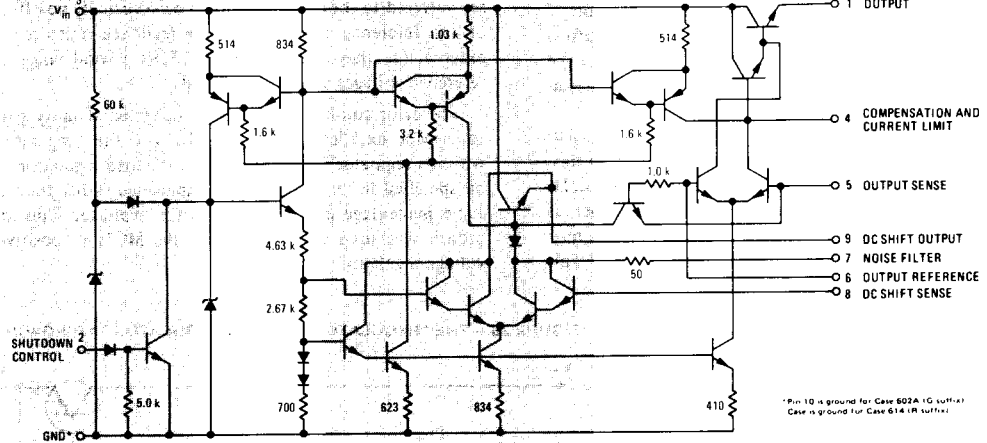 3
Vin
1 OUTPUT
514
834
1.03 k
514
60 k
1.6 k
3.2 k
1.6 k
4 COMPENSATION AND
CURRENT LIMIT
1.0 k
5 OUTPUT SENSE
4.63 k
9 DC SHIFT OUTPUT
7 NOISE FILTER
50
6 OUTPUT REFERENCE
8 DC SHIFT SENSE
2.67 k
SHUTDOWN 2
CONTROL
5.0 k
700
623
834
410
*Pin 10 is ground for Case 602A (G suffix)
Case is ground for Case 614 (R suffix)
GND*